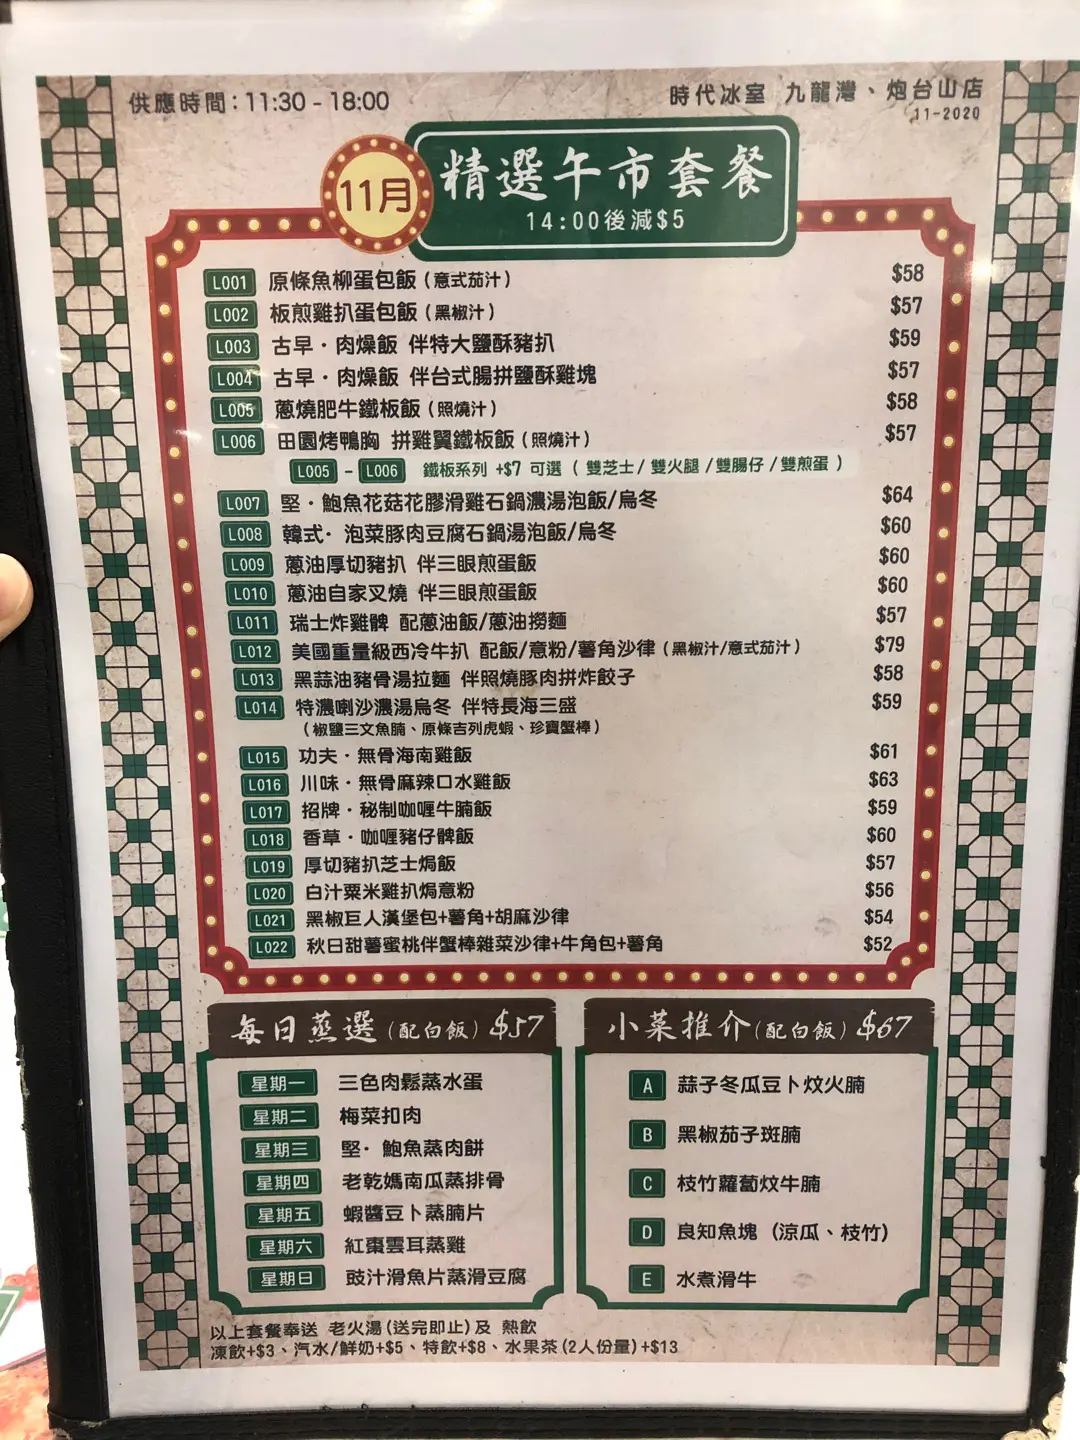 供應時間：11:30 - 18:00
時代冰室 九龍灣、炮台山店
11-2020
11月
精選午市套餐
14:00後減$5
L001 原條魚柳蛋包飯（意式茄汁） $58
L002 板煎雞扒蛋包飯（黑椒汁） $57
L003 古早・肉燥飯 伴特大鹽酥豬扒 $59
L004 古早・肉燥飯 伴台式腸拼鹽酥雞塊 $57
L005 蔥燒肥牛鐵板飯（照燒汁） $58
L006 田園烤鴨胸 拼雞翼鐵板飯（照燒汁） $57
L005 - L006 鐵板系列 +$7 可選（雙芝士/雙火腿/雙腸仔/雙煎蛋）
L007 堅・鮑魚花菇花膠滑雞石鍋濃湯泡飯/烏冬 $64
L008 韓式・泡菜豚肉豆腐石鍋湯泡飯/烏冬 $60
L009 蔥油厚切豬扒 伴三眼煎蛋飯 $60
L010 蔥油自家叉燒 伴三眼煎蛋飯 $60
L011 瑞士炸雞髀 配蔥油飯/蔥油撈麵 $57
L012 美國重量級西冷牛扒 配飯/意粉/薯角沙律（黑椒汁/意式茄汁） $79
L013 黑蒜油豬骨湯拉麵 伴照燒豚肉拼炸餃子 $58
L014 特濃喇沙濃湯烏冬 伴特長海三盛 $59
（椒鹽三文魚腩、原條吉列虎蝦、珍寶蟹棒）
L015 功夫・無骨海南雞飯 $61
L016 川味・無骨麻辣口水雞飯 $63
L017 招牌・秘制咖喱牛腩飯 $59
L018 香草・咖喱豬仔髀飯 $60
L019 厚切豬扒芝士焗飯 $57
L020 白汁粟米雞扒焗意粉 $56
L021 黑椒巨人漢堡包+薯角+胡麻沙律 $54
L022 秋日甜薯蜜桃伴蟹棒雜菜沙律+牛角包+薯角 $52
每日蒸選（配白飯）$57
星期一 三色肉鬆蒸水蛋
星期二 梅菜扣肉
星期三 堅・鮑魚蒸肉餅
星期四 老乾媽南瓜蒸排骨
星期五 蝦醬豆卜蒸腩片
星期六 紅棗雲耳蒸雞
星期日 豉汁滑魚片蒸滑豆腐
小菜推介（配白飯）$67
A 蒜子冬瓜豆卜炆火腩
B 黑椒茄子斑腩
C 枝竹蘿蔔炆牛腩
D 良知魚塊（涼瓜、枝竹）
E 水煮滑牛
以上套餐奉送 老火湯(送完即止)及 熱飲
凍飲+$3、汽水/鮮奶+$5、特飲+$8、水果茶(2人份量)+$13